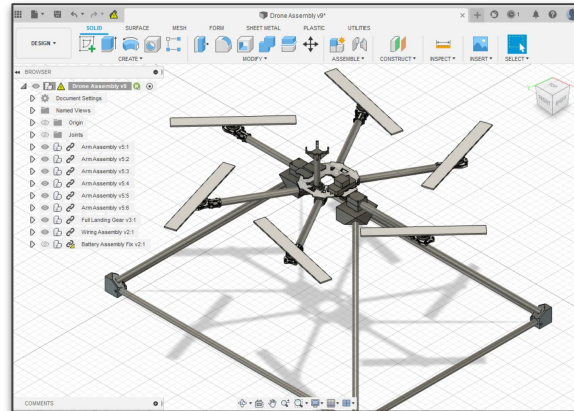 Drone Assembly v9*
SOLID SURFACE MESH FORM SHEET METAL PLASTIC UTILITIES
DESIGN
CREATE MODIFY ASSEMBLE CONSTRUCT INSPECT INSERT SELECT
BROWSER
Drone Assembly v9
Document Settings
Named Views
Origin
Joints
Arm Assembly v5:1
Arm Assembly v5:2
Arm Assembly v5:3
Arm Assembly v5:4
Arm Assembly v5:5
Arm Assembly v5:6
Full Landing Gear v3:1
Wiring Assembly v2:1
Battery Assembly Fix v2:1
COMMENTS